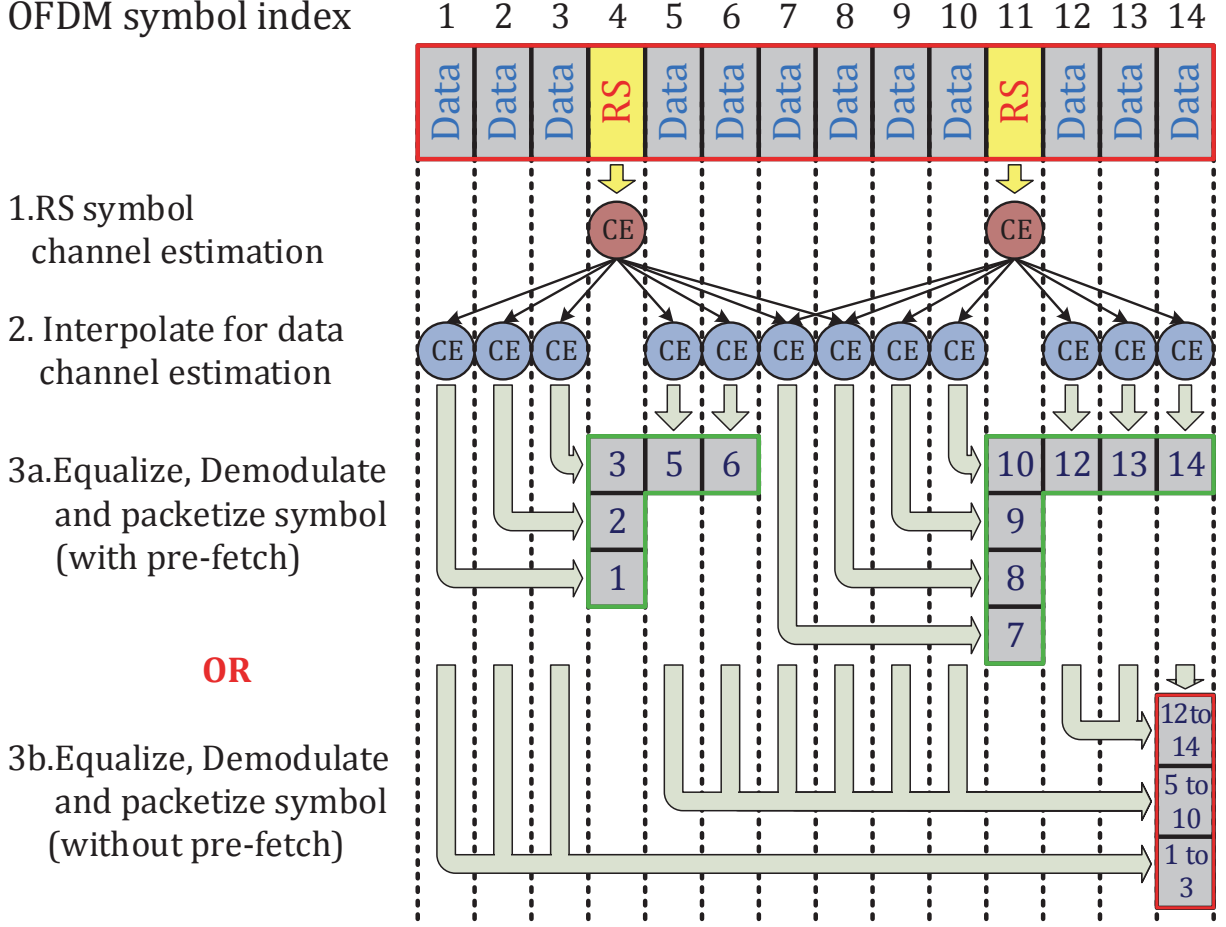 OFDM symbol index 1 2 3 4 5 6 7 8 9 10 11 12 13 14
Data Data Data RS Data Data Data Data Data Data RS Data Data Data
1.RS symbol
channel estimation
CE CE
2. Interpolate for data
channel estimation
CE CE CE CE CE CE CE CE CE CE CE CE
3a.Equalize, Demodulate
and packetize symbol
(with pre-fetch)
3 5 6 10 12 13 14
2 9
1 8
7
OR
3b.Equalize, Demodulate
and packetize symbol
(without pre-fetch)
12 to
14
5 to
10
1 to
3